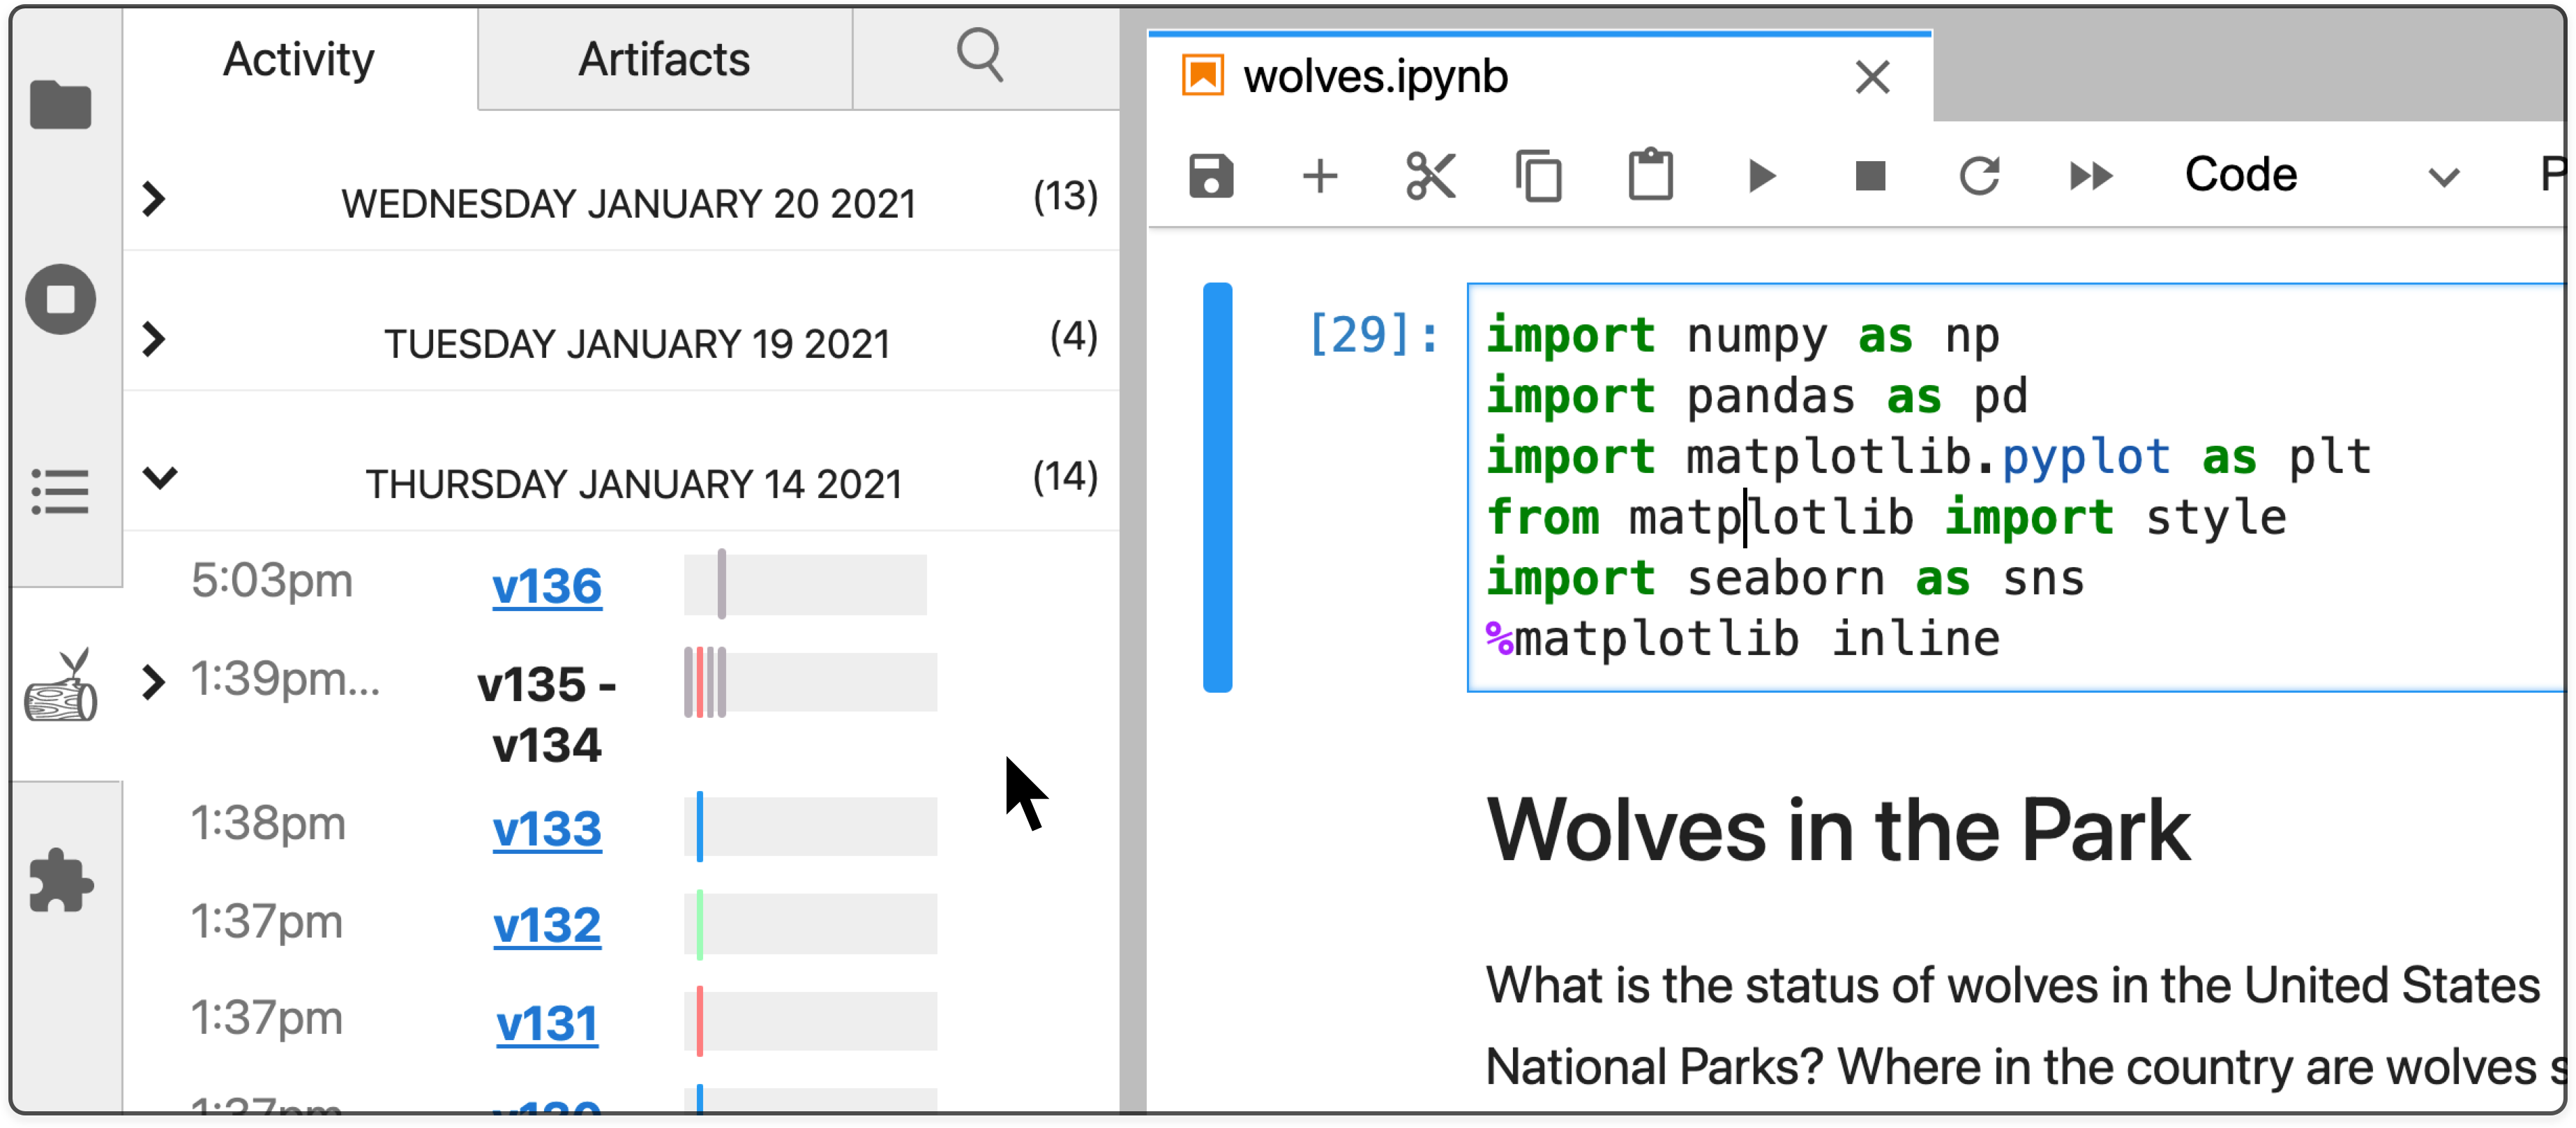 Activity
Artifacts
WEDNESDAY JANUARY 20 2021 (13)
TUESDAY JANUARY 19 2021 (4)
THURSDAY JANUARY 14 2021 (14)
5:03pm v136
1:39pm... v135 -
v134
1:38pm v133
1:37pm v132
1:37pm v131
1:37pm v130
wolves.ipynb
Code
[29]:
import numpy as np
import pandas as pd
import matplotlib.pyplot as plt
from matplotlib import style
import seaborn as sns
%matplotlib inline
Wolves in the Park
What is the status of wolves in the United States
National Parks? Where in the country are wolves